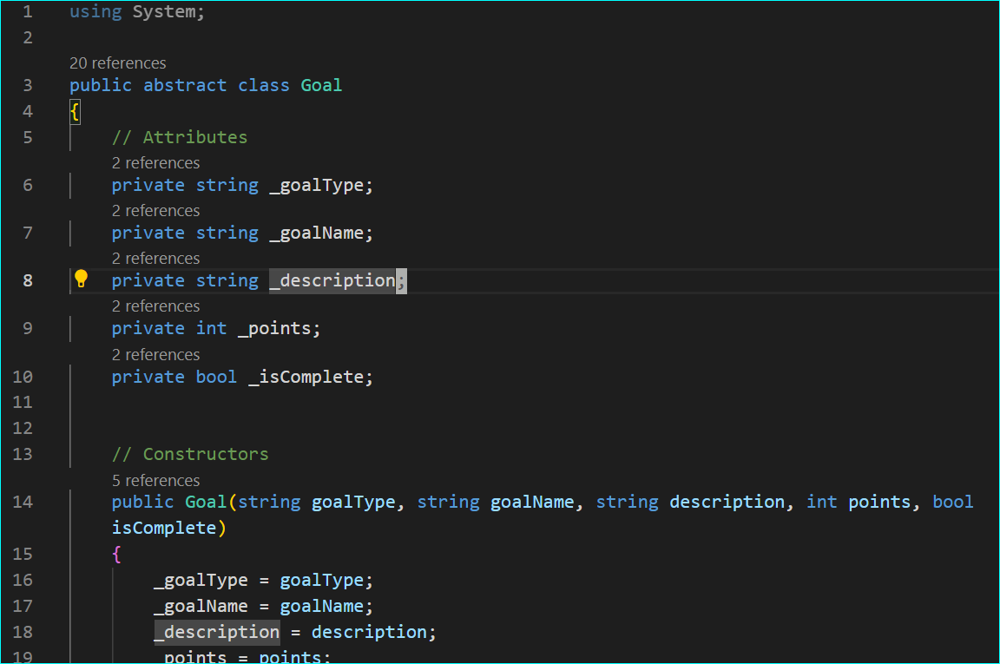 1 using System;
2
20 references
3 public abstract class Goal
4 {
5 // Attributes
2 references
6 private string _goalType;
2 references
7 private string _goalName;
2 references
8 private string _description;
2 references
9 private int _points;
2 references
10 private bool _isComplete;
11
12
13 // Constructors
5 references
14 public Goal(string goalType, string goalName, string description, int points, bool
isComplete)
15 {
16 _goalType = goalType;
17 _goalName = goalName;
18 _description = description;
19 _points = points;